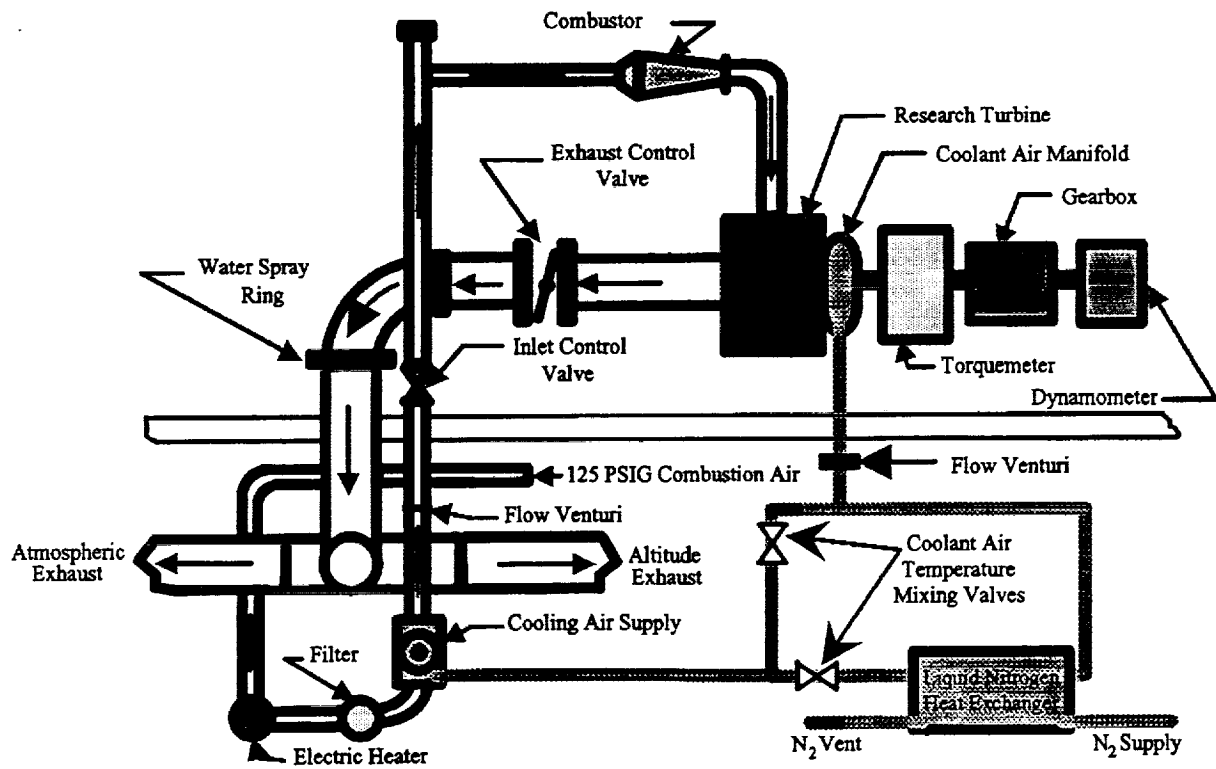 Combustor
Research Turbine
Exhaust Control
Valve
Coolant Air Manifold
Gearbox
Water Spray
Ring
Inlet Control
Valve
Torquemeter
Dynamometer
125 PSIG Combustion Air
Flow Venturi
Flow Venturi
Atmospheric
Exhaust
Altitude
Exhaust
Coolant Air
Temperature
Mixing Valves
Cooling Air Supply
Filter
Liquid Nitrogen
Heat Exchanger
Electric Heater
N2 Vent
N2 Supply